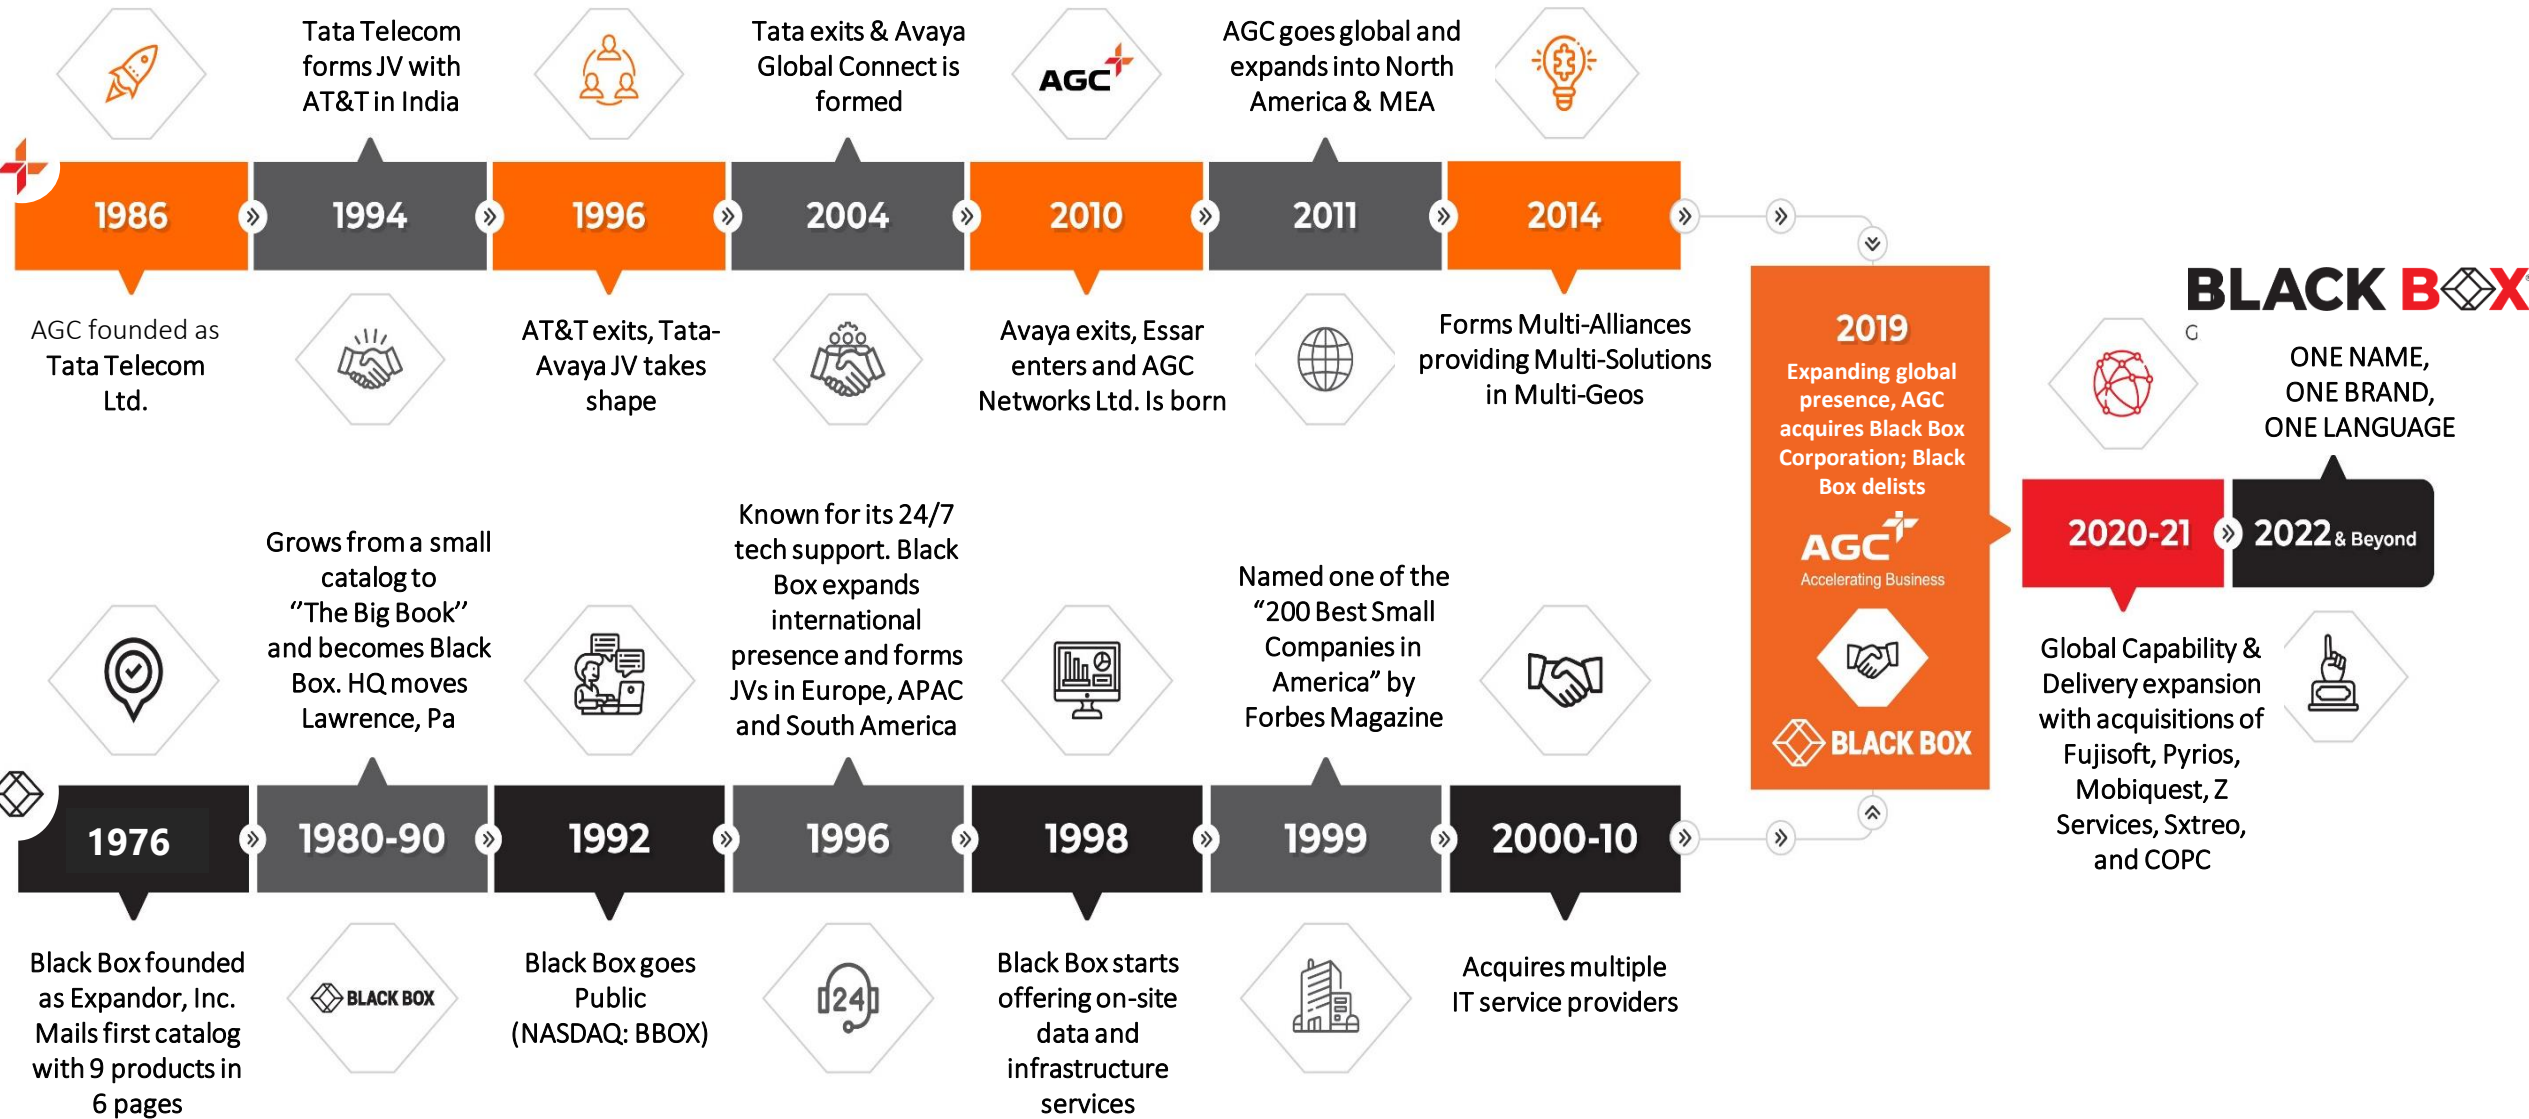 Tata Telecom
forms JV with
AT&T in India
Tata exits & Avaya
Global Connect is
formed
AGC
AGC goes global and
expands into North
America & MEA
1986
1994
1996
2004
2010
2011
2014
AGC founded as
Tata Telecom
Ltd.
AT&T exits, Tata-
Avaya JV takes
shape
Avaya exits, Essar
enters and AGC
Networks Ltd. Is born
Forms Multi-Alliances
providing Multi-Solutions
in Multi-Geos
2019
Expanding global
presence, AGC
acquires Black Box
Corporation; Black
Box delists
AGC
Accelerating Business
BLACK BOX
BLACK BOX
G
ONE NAME,
ONE BRAND,
ONE LANGUAGE
2020-21
2022 & Beyond
Global Capability &
Delivery expansion
with acquisitions of
Fujisoft, Pyrios,
Mobiquest, Z
Services, Sxtreo,
and COPC
Grows from a small
catalog to
‘’The Big Book’’
and becomes Black
Box. HQ moves
Lawrence, Pa
Known for its 24/7
tech support. Black
Box expands
international
presence and forms
JVs in Europe, APAC
and South America
Named one of the
“200 Best Small
Companies in
America” by
Forbes Magazine
1976
1980-90
1992
1996
1998
1999
2000-10
Black Box founded
as Expandor, Inc.
Mails first catalog
with 9 products in
6 pages
BLACK BOX
Black Box goes
Public
(NASDAQ: BBOX)
24
Black Box starts
offering on-site
data and
infrastructure
services
Acquires multiple
IT service providers